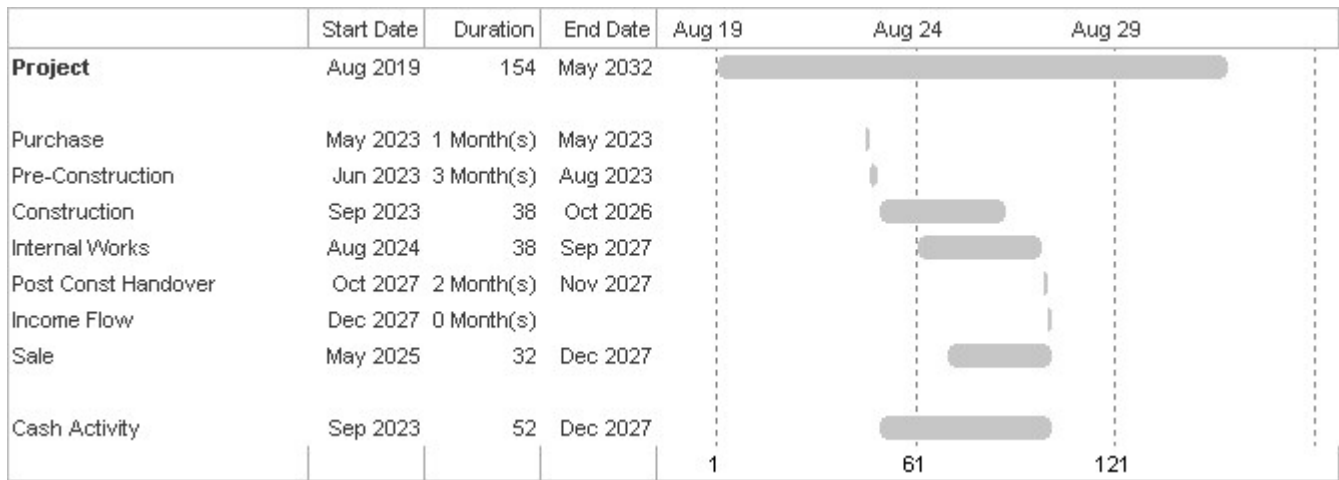 Start Date Duration End Date Aug 19 Aug 24 Aug 29
Project Aug 2019 154 May 2032
Purchase May 2023 1 Month(s) May 2023
Pre-Construction Jun 2023 3 Month(s) Aug 2023
Construction Sep 2023 38 Oct 2026
Internal Works Aug 2024 38 Sep 2027
Post Const Handover Oct 2027 2 Month(s) Nov 2027
Income Flow Dec 2027 0 Month(s)
Sale May 2025 32 Dec 2027
Cash Activity Sep 2023 52 Dec 2027
1 61 121